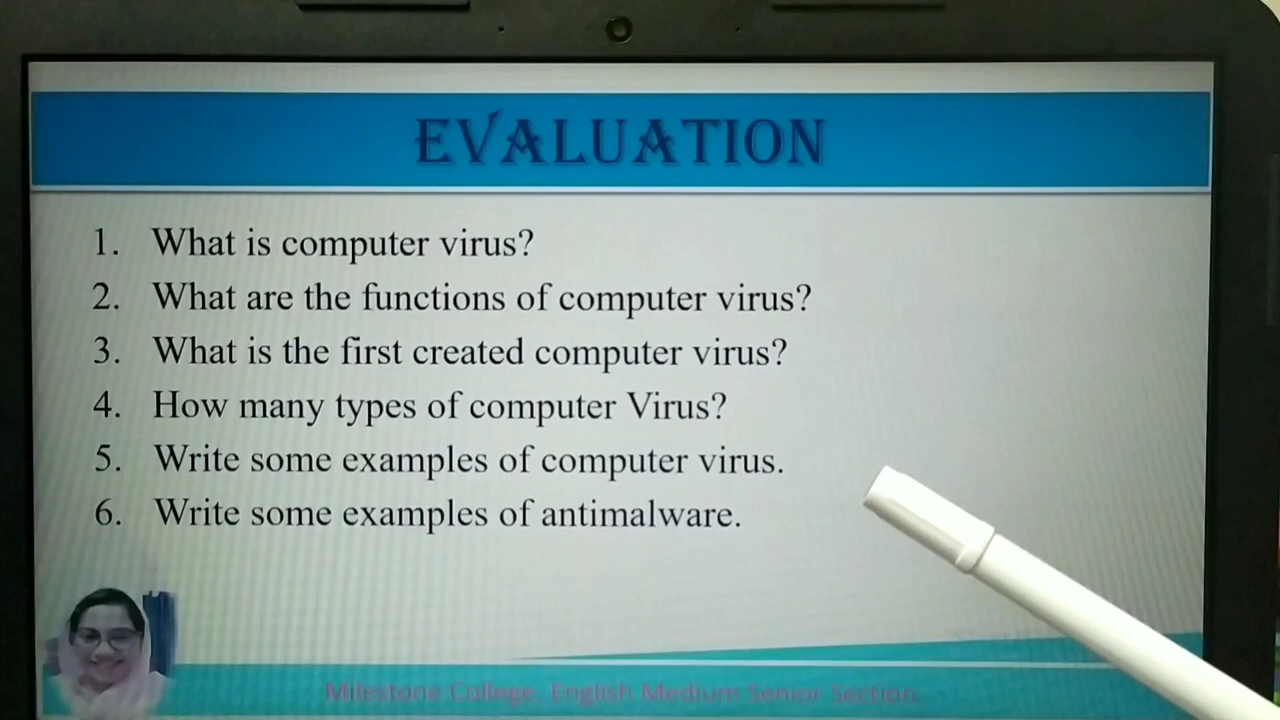 EVALUATION
1. What is computer virus?
2. What are the functions of computer virus?
3. What is the first created computer virus?
4. How many types of computer Virus?
5. Write some examples of computer virus.
6. Write some examples of antimalware.
Milestone College, English Medium Senior Section